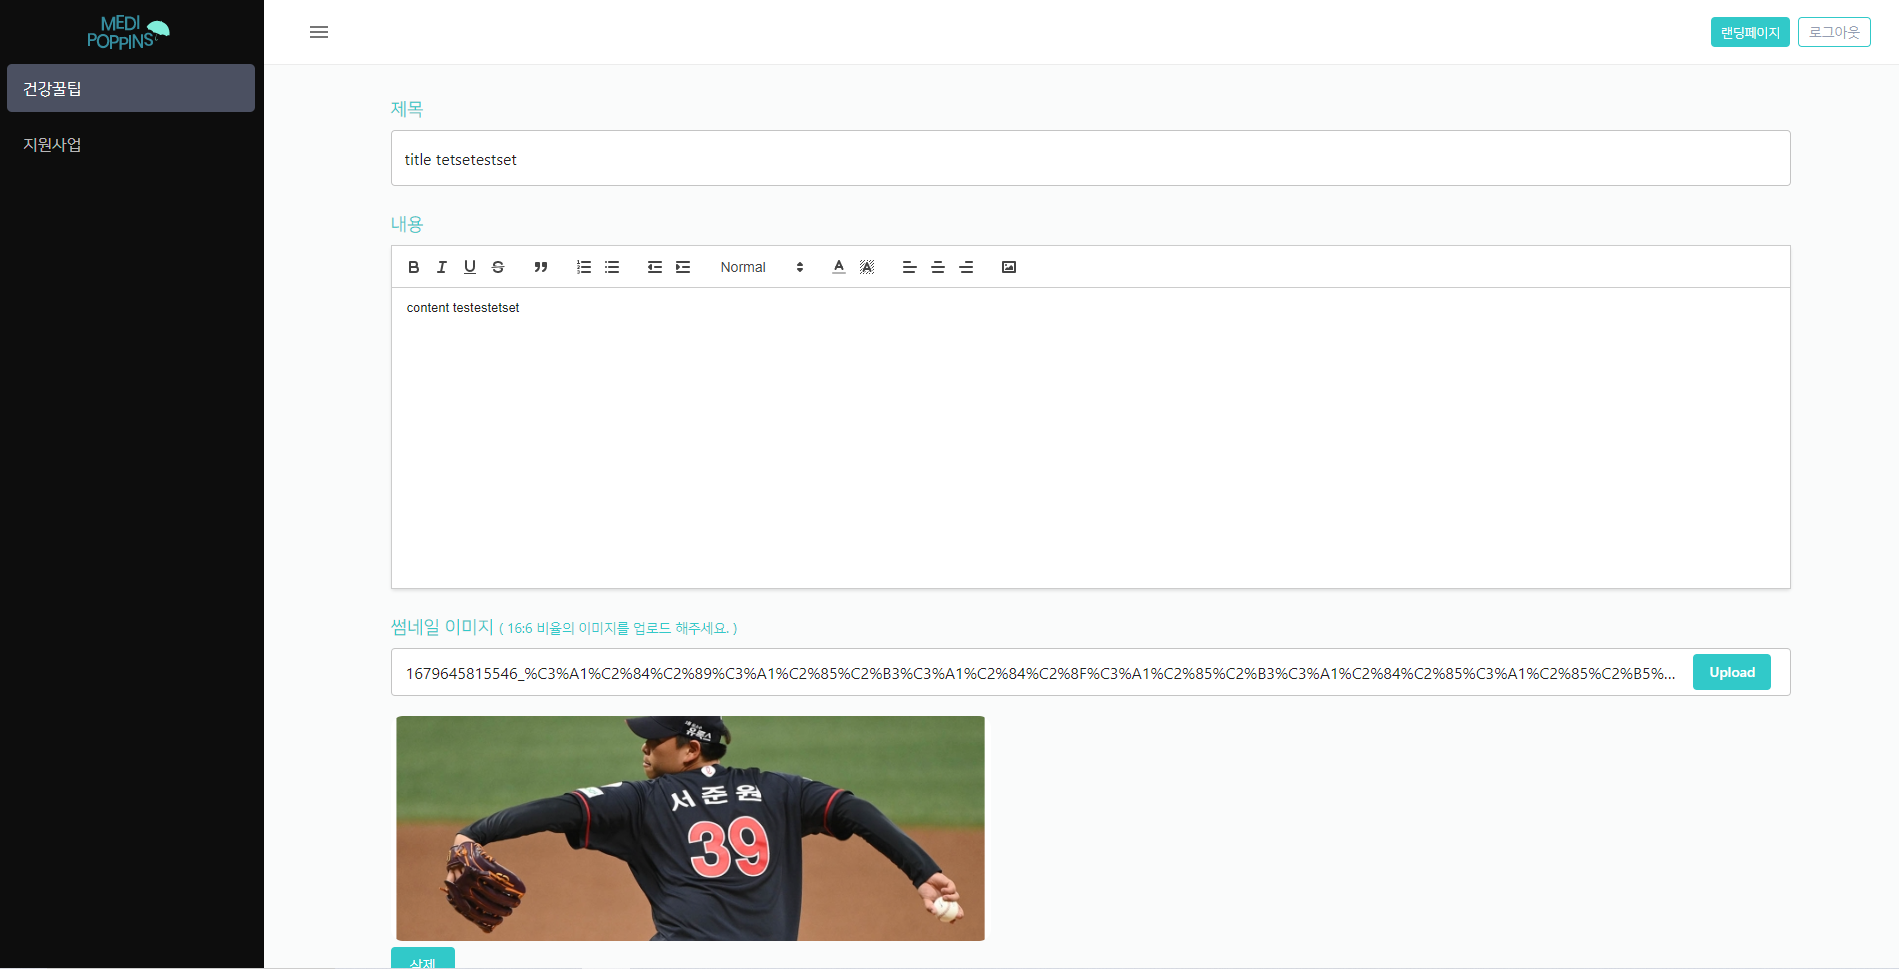 MEDI
POPPINS
건강꿀팁
지원사업
랜딩페이지
로그아웃
제목
title tetsetestset
내용
Normal
content testestetset
썸네일 이미지 ( 16:6 비율의 이미지를 업로드 해주세요. )
1679645815546_%C3%A1%C2%84%C2%89%C3%A1%C2%85%C2%B3%C3%A1%C2%84%C2%8F%C3%A1%C2%85%C2%B3%C3%A1%C2%84%C2%85%C3%A1%C2%85%C2%B5%...
Upload
유록스
서준원
39
삭제